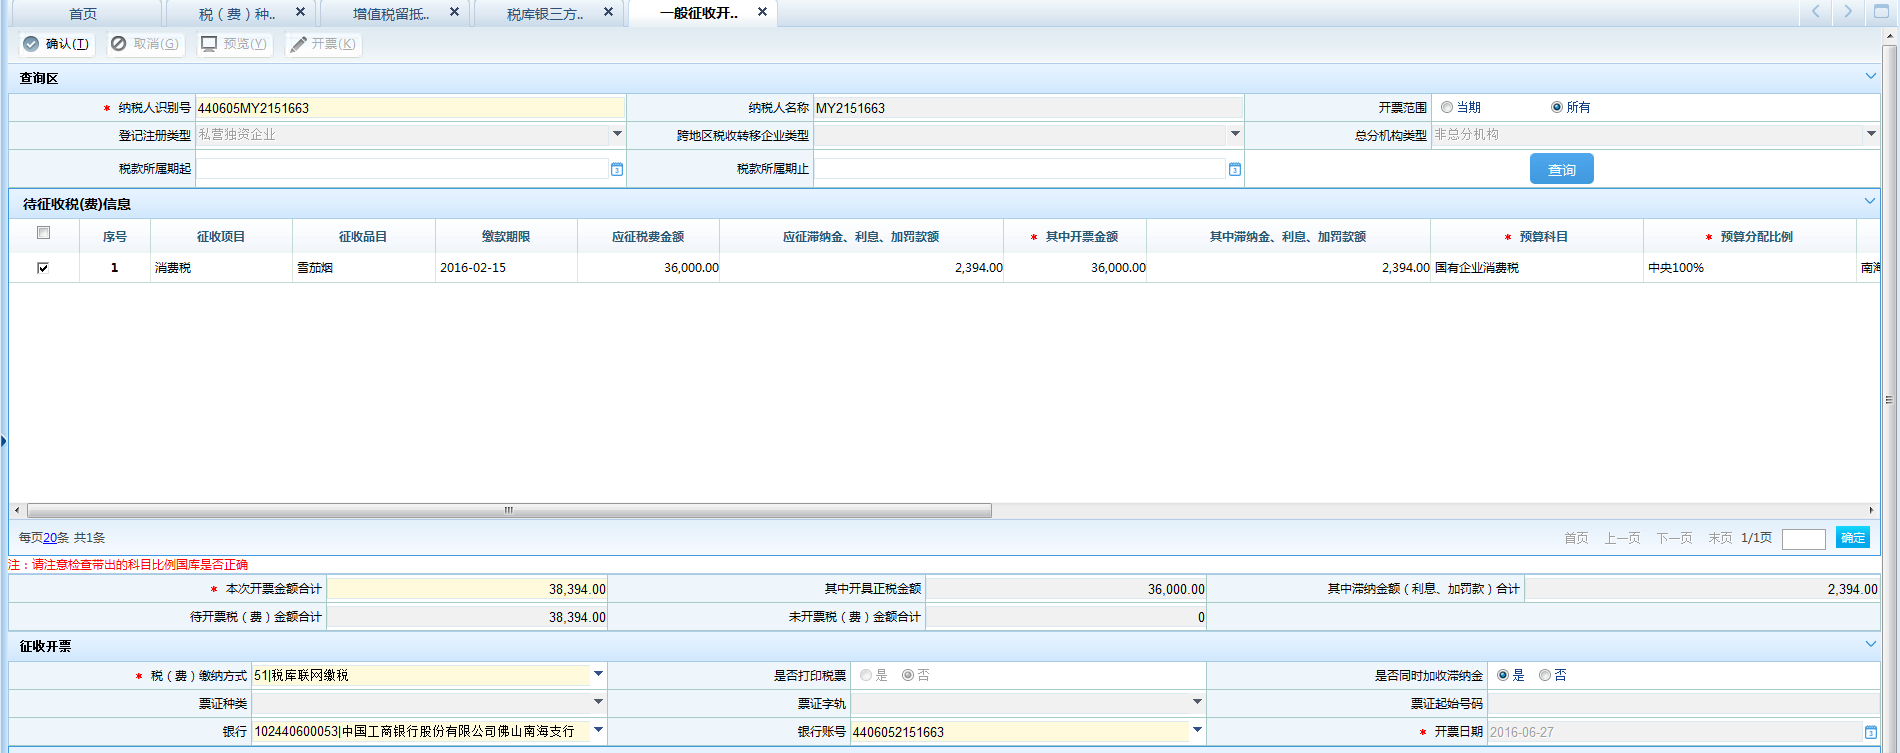 首页 税（费）种.. 增值税留抵.. 税库银三方.. 一般征收开..
确认(T) 取消(G) 预览(Y) 开票(K)
查询区
* 纳税人识别号 440605MY2151663 纳税人名称 MY2151663 开票范围 当期 所有
登记注册类型 私营独资企业 跨地区税收转移企业类型 总分机构类型 非总分机构
税款所属期起 税款所属期止 查询
待征收税(费)信息
序号 征收项目 征收品目 缴款期限 应征税费金额 应征滞纳金、利息、加罚款额 * 其中开票金额 其中滞纳金、利息、加罚款额 * 预算科目 * 预算分配比例
1 消费税 雪茄烟 2016-02-15 36,000.00 2,394.00 36,000.00 2,394.00 国有企业消费税 中央100% 南海
每页20条 共1条 首页 上一页 下一页 末页 1/1页 确定
注：请注意检查带出的科目比例国库是否正确
* 本次开票金额合计 38,394.00 其中开具正税金额 36,000.00 其中滞纳金额（利息、加罚款）合计 2,394.00
待开票税（费）金额合计 38,394.00 未开票税（费）金额合计 0
征收开票
* 税（费）缴纳方式 51|税库联网缴税 是否打印税票 是 否 是否同时加收滞纳金 是 否
票证种类 票证字轨 票证起始号码
银行 102440600053|中国工商银行股份有限公司佛山南海支行 银行账号 4406052151663 * 开票日期 2016-06-27